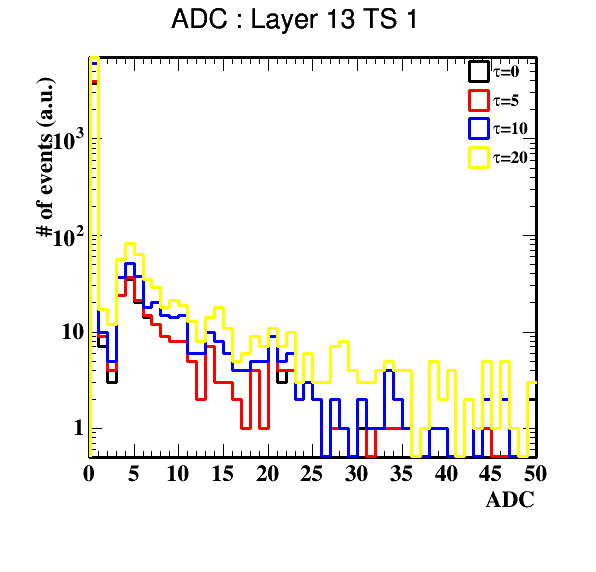 ADC : Layer 13 TS 1
# of events (a.u.)
10³
10²
10
1
τ=0
τ=5
τ=10
τ=20
0 5 10 15 20 25 30 35 40 45 50
ADC